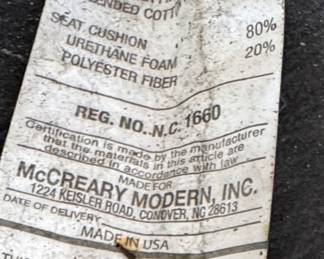 ENDED COTT
SEAT CUSHION
URETHANE FOAM 80%
POLYESTER FIBER 20%
REG. NO. N.C. 1660
Certification is made by the manufacturer
that the materials in this article are
described in accordance with law
MADE FOR
McCREARY MODERN, INC.
1224 KEISLER ROAD, CONOVER, NC 28613
DATE OF DELIVERY
MADE IN USA